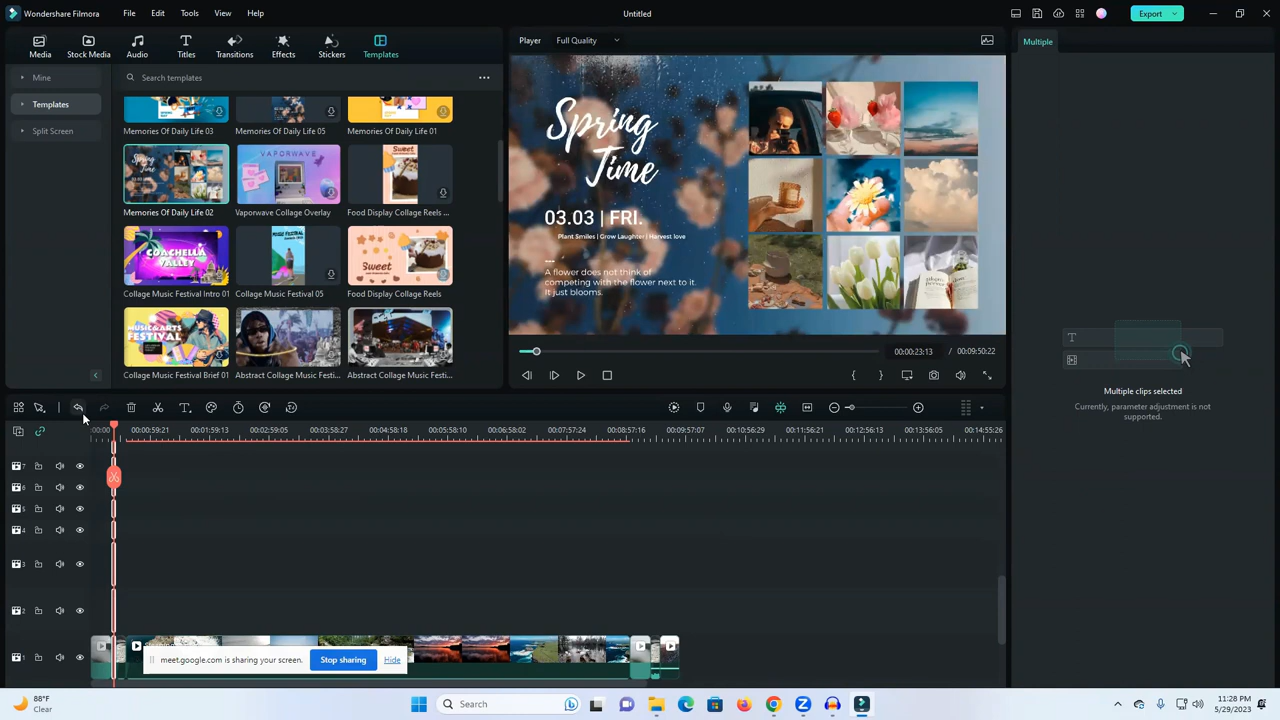 Wondershare Filmora
File
Edit
Tools
View
Help
Untitled
Export
Media
Stock Media
Audio
Titles
Transitions
Effects
Stickers
Templates
Player
Full Quality
Multiple
Mine
Search templates
Templates
Split Screen
Memories Of Daily Life 03
Memories Of Daily Life 05
Memories Of Daily Life 01
Memories Of Daily Life 02
VAPORWAVE
Vaporwave Collage Overlay
Sweet
Food Display Collage Reels ...
COACHELLA
VALLEY
Collage Music Festival Intro 01
Collage Music Festival 05
Sweet
Food Display Collage Reels
MUSIC&ARTS
FESTIVAL
Collage Music Festival Brief 01
Abstract Collage Music Festival...
Abstract Collage Music Festival...
Spring
Time
03.03 | FRI.
Plant Smiles | Grow Laughter | Harvest love
A flower does not think of
competing with the flower next to it.
It just blooms.
00:00:23:13 / 00:09:50:22
Multiple clips selected
Currently, parameter adjustment is not
supported.
:00:00 00:00:59:21 00:01:59:13 00:02:59:05 00:03:58:27 00:04:58:18 00:05:58:10 00:06:58:02 00:07:57:24 00:08:57:16 00:09:57:07 00:10:56:29 00:11:56:21 00:12:56:13 00:13:56:04 00:14:55:26
7
6
5
4
3
2
1
meet.google.com is sharing your screen.
Stop sharing
Hide
88°F
Clear
Search
11:28 PM
5/29/2023